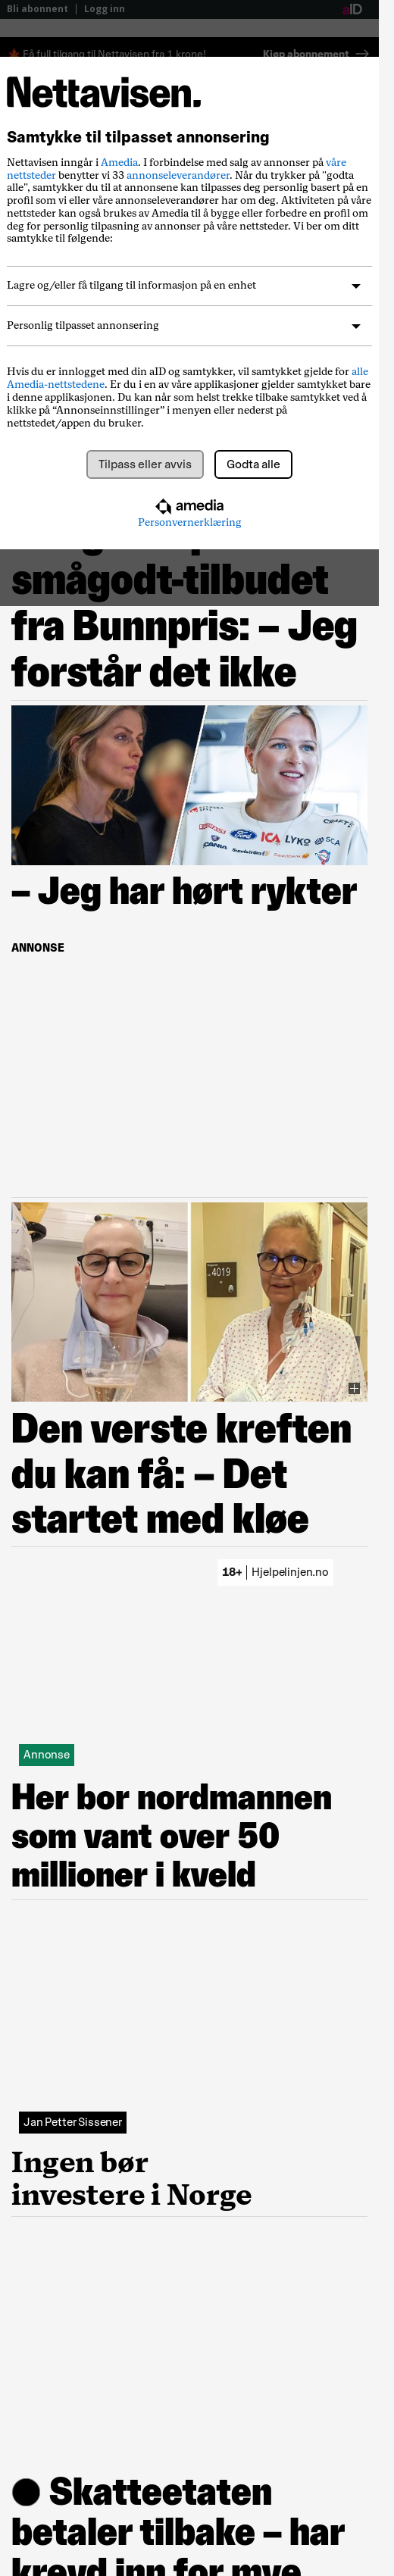 Bli abonnent | Logg inn aID
Få full tilgang til Nettavisen fra 1 krone! Kjøp abonnement →
Nettavisen.
Samtykke til tilpasset annonsering
Nettavisen inngår i Amedia. I forbindelse med salg av annonser på våre
nettsteder benytter vi 33 annonseleverandører. Når du trykker på "godta
alle", samtykker du til at annonsene kan tilpasses deg personlig basert på en
profil som vi eller våre annonseleverandører har om deg. Aktiviteten på våre
nettsteder kan også brukes av Amedia til å bygge eller forbedre en profil om
deg for personlig tilpasning av annonser på våre nettsteder. Vi ber om ditt
samtykke til følgende:
Lagre og/eller få tilgang til informasjon på en enhet
Personlig tilpasset annonsering
Hvis du er innlogget med din aID og samtykker, vil samtykket gjelde for alle
Amedia-nettstedene. Er du i en av våre applikasjoner gjelder samtykket bare
i denne applikasjonen. Du kan når som helst trekke tilbake samtykket ved å
klikke på “Annonseinnstillinger” i menyen eller nederst på
nettstedet/appen du bruker.
Tilpass eller avvis
Godta alle
amedia
Personvernerklæring
smågodt-tilbudet
fra Bunnpris: – Jeg
forstår det ikke
CRAFT
Ford
ICA
LYKO
SCA
SCANIA
– Jeg har hørt rykter
ANNONSE
4019
Den verste kreften
du kan få: – Det
startet med kløe
18+ | Hjelpelinjen.no
Annonse
Her bor nordmannen
som vant over 50
millioner i kveld
Jan Petter Sissener
Ingen bør
investere i Norge
Skatteetaten
betaler tilbake – har
krevd inn for mye